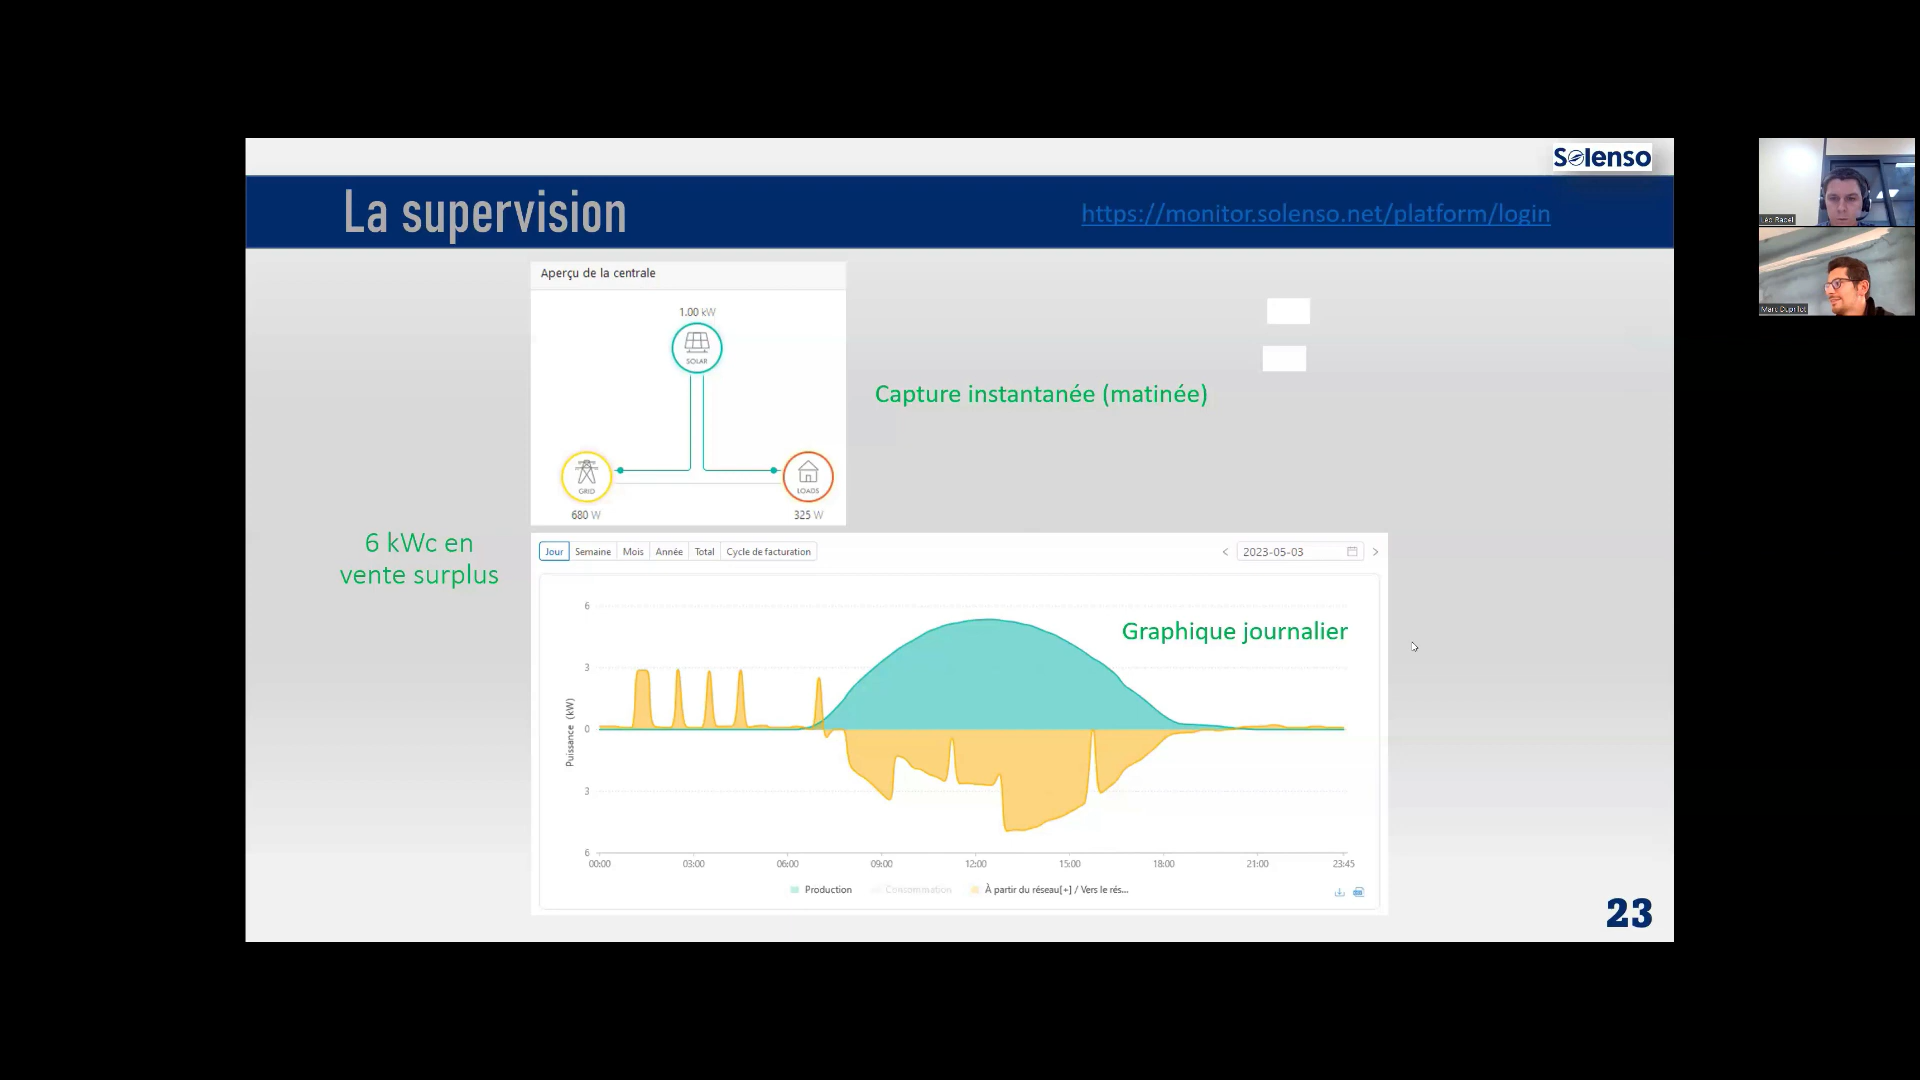 Solenso
La supervision
https://monitor.solenso.net/platform/login
Aperçu de la centrale
1.00 kW
SOLAR
GRID
LOADS
680 W
325 W
Capture instantanée (matinée)
6 kWc en
vente surplus
Jour Semaine Mois Année Total Cycle de facturation
< 2023-05-03 >
Graphique journalier
Puissance (kW)
6
3
0
3
6
00:00 03:00 06:00 09:00 12:00 15:00 18:00 21:00 23:45
Production Consommation À partir du réseau[+] / Vers le rés...
23
Marc Duprilot